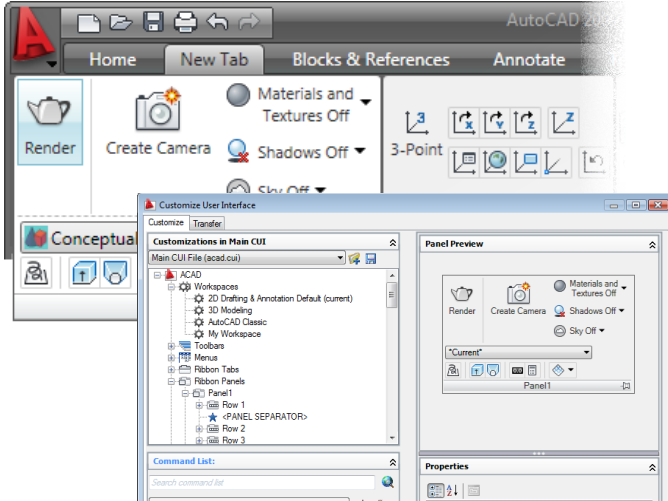 AutoCAD 20
Home New Tab Blocks & References Annotate
Render
Create Camera
Materials and
Textures Off
Shadows Off
Sky Off
3
X Y Z Z
3-Point
Conceptual
Customize User Interface
Customize Transfer
Customizations in Main CUI
Main CUI File (acad.cui)
ACAD
Workspaces
2D Drafting & Annotation Default (current)
3D Modeling
AutoCAD Classic
My Workspace
Toolbars
Menus
Ribbon Tabs
Ribbon Panels
Panel1
Row 1
<PANEL SEPARATOR>
Row 2
Row 3
Command List:
Search command list
Panel Preview
Render
Create Camera
Materials and
Textures Off
Shadows Off
Sky Off
*Current*
Panel1
Properties